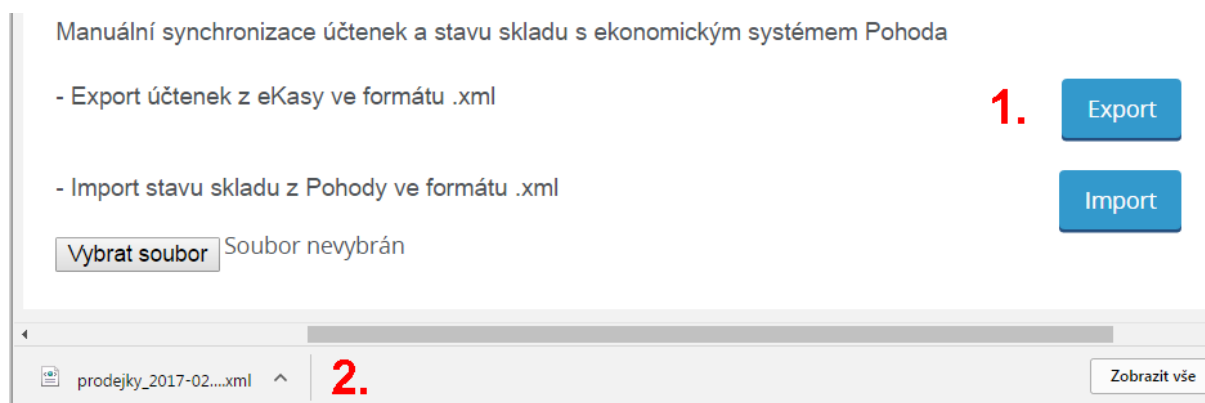 Manuální synchronizace účtenek a stavu skladu s ekonomickým systémem Pohoda
- Export účtenek z eKasy ve formátu .xml
1.
Export
- Import stavu skladu z Pohody ve formátu .xml
Import
Vybrat soubor Soubor nevybrán
prodejky_2017-02....xml
2.
Zobrazit vše